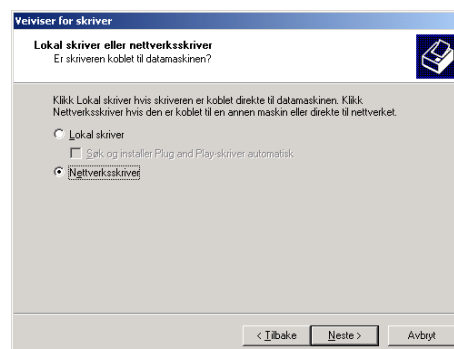 Veiviser for skriver
Lokal skriver eller nettverksskriver
Er skriveren koblet til datamaskinen?
Klikk Lokal skriver hvis skriveren er koblet direkte til datamaskinen. Klikk
Nettverksskriver hvis den er koblet til en annen maskin eller direkte til nettverket.
Lokal skriver
Søk og installer Plug and Play-skriver automatisk
Nettverksskriver
< Tilbake
Neste >
Avbryt